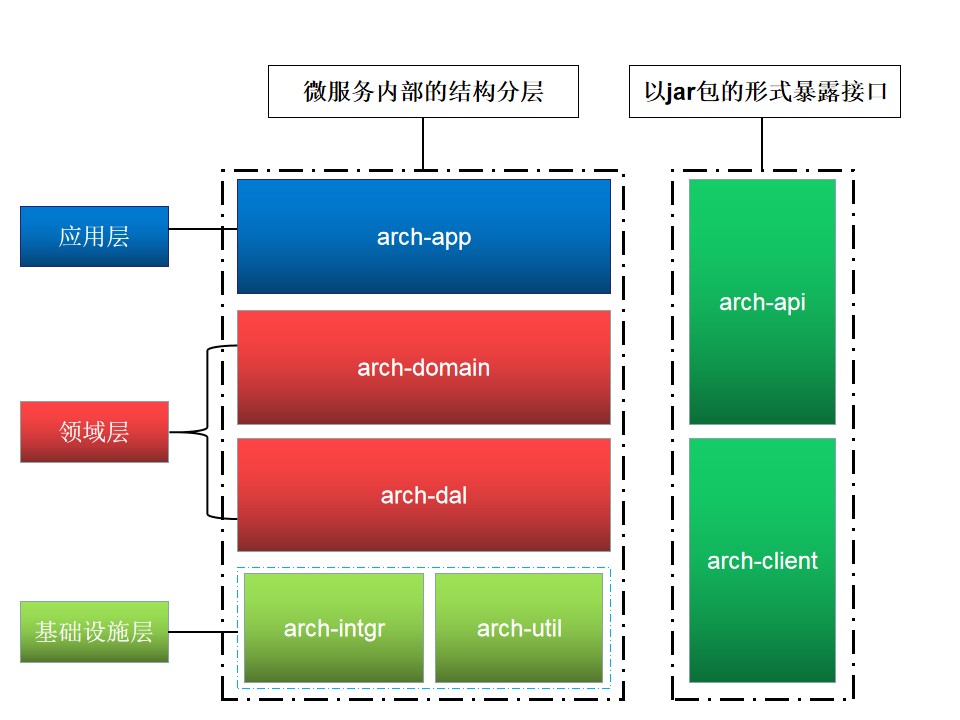 微服务内部的结构分层
以jar包的形式暴露接口
应用层
arch-app
arch-api
领域层
arch-domain
arch-dal
arch-client
基础设施层
arch-intgr
arch-util